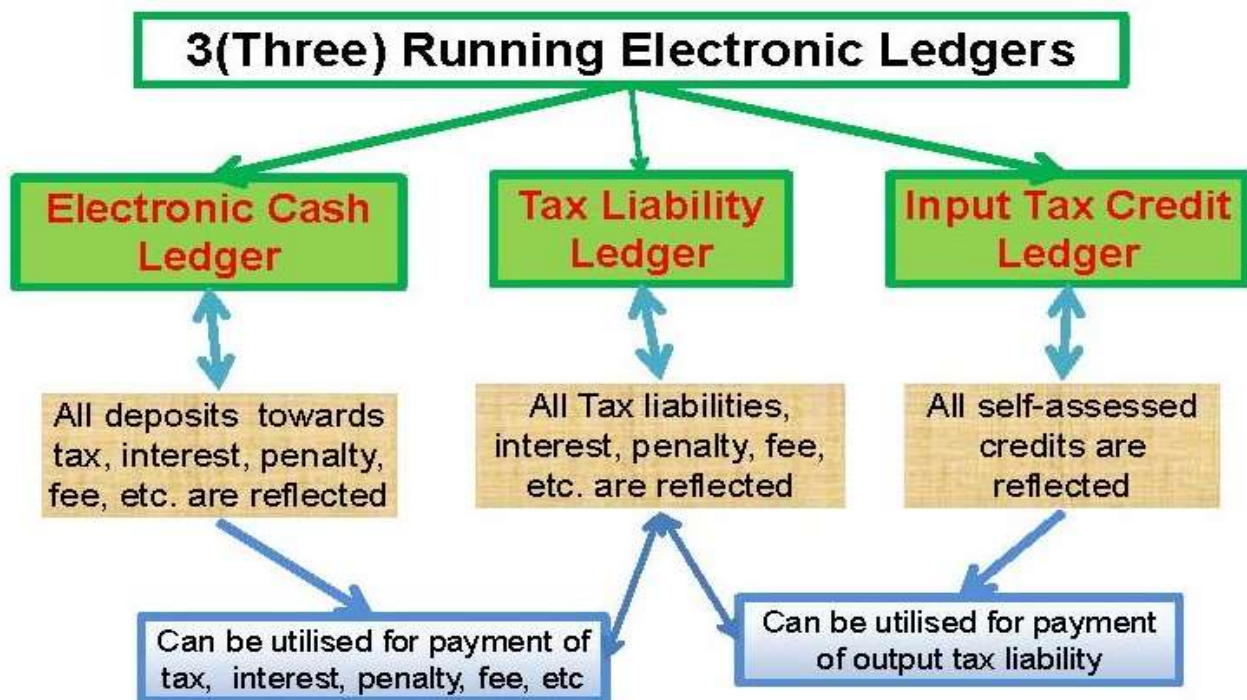 3(Three) Running Electronic Ledgers
Electronic Cash
Ledger
Tax Liability
Ledger
Input Tax Credit
Ledger
All deposits towards
tax, interest, penalty,
fee, etc. are reflected
All Tax liabilities,
interest, penalty, fee,
etc. are reflected
All self-assessed
credits are
reflected
Can be utilised for payment of
tax, interest, penalty, fee, etc
Can be utilised for payment
of output tax liability